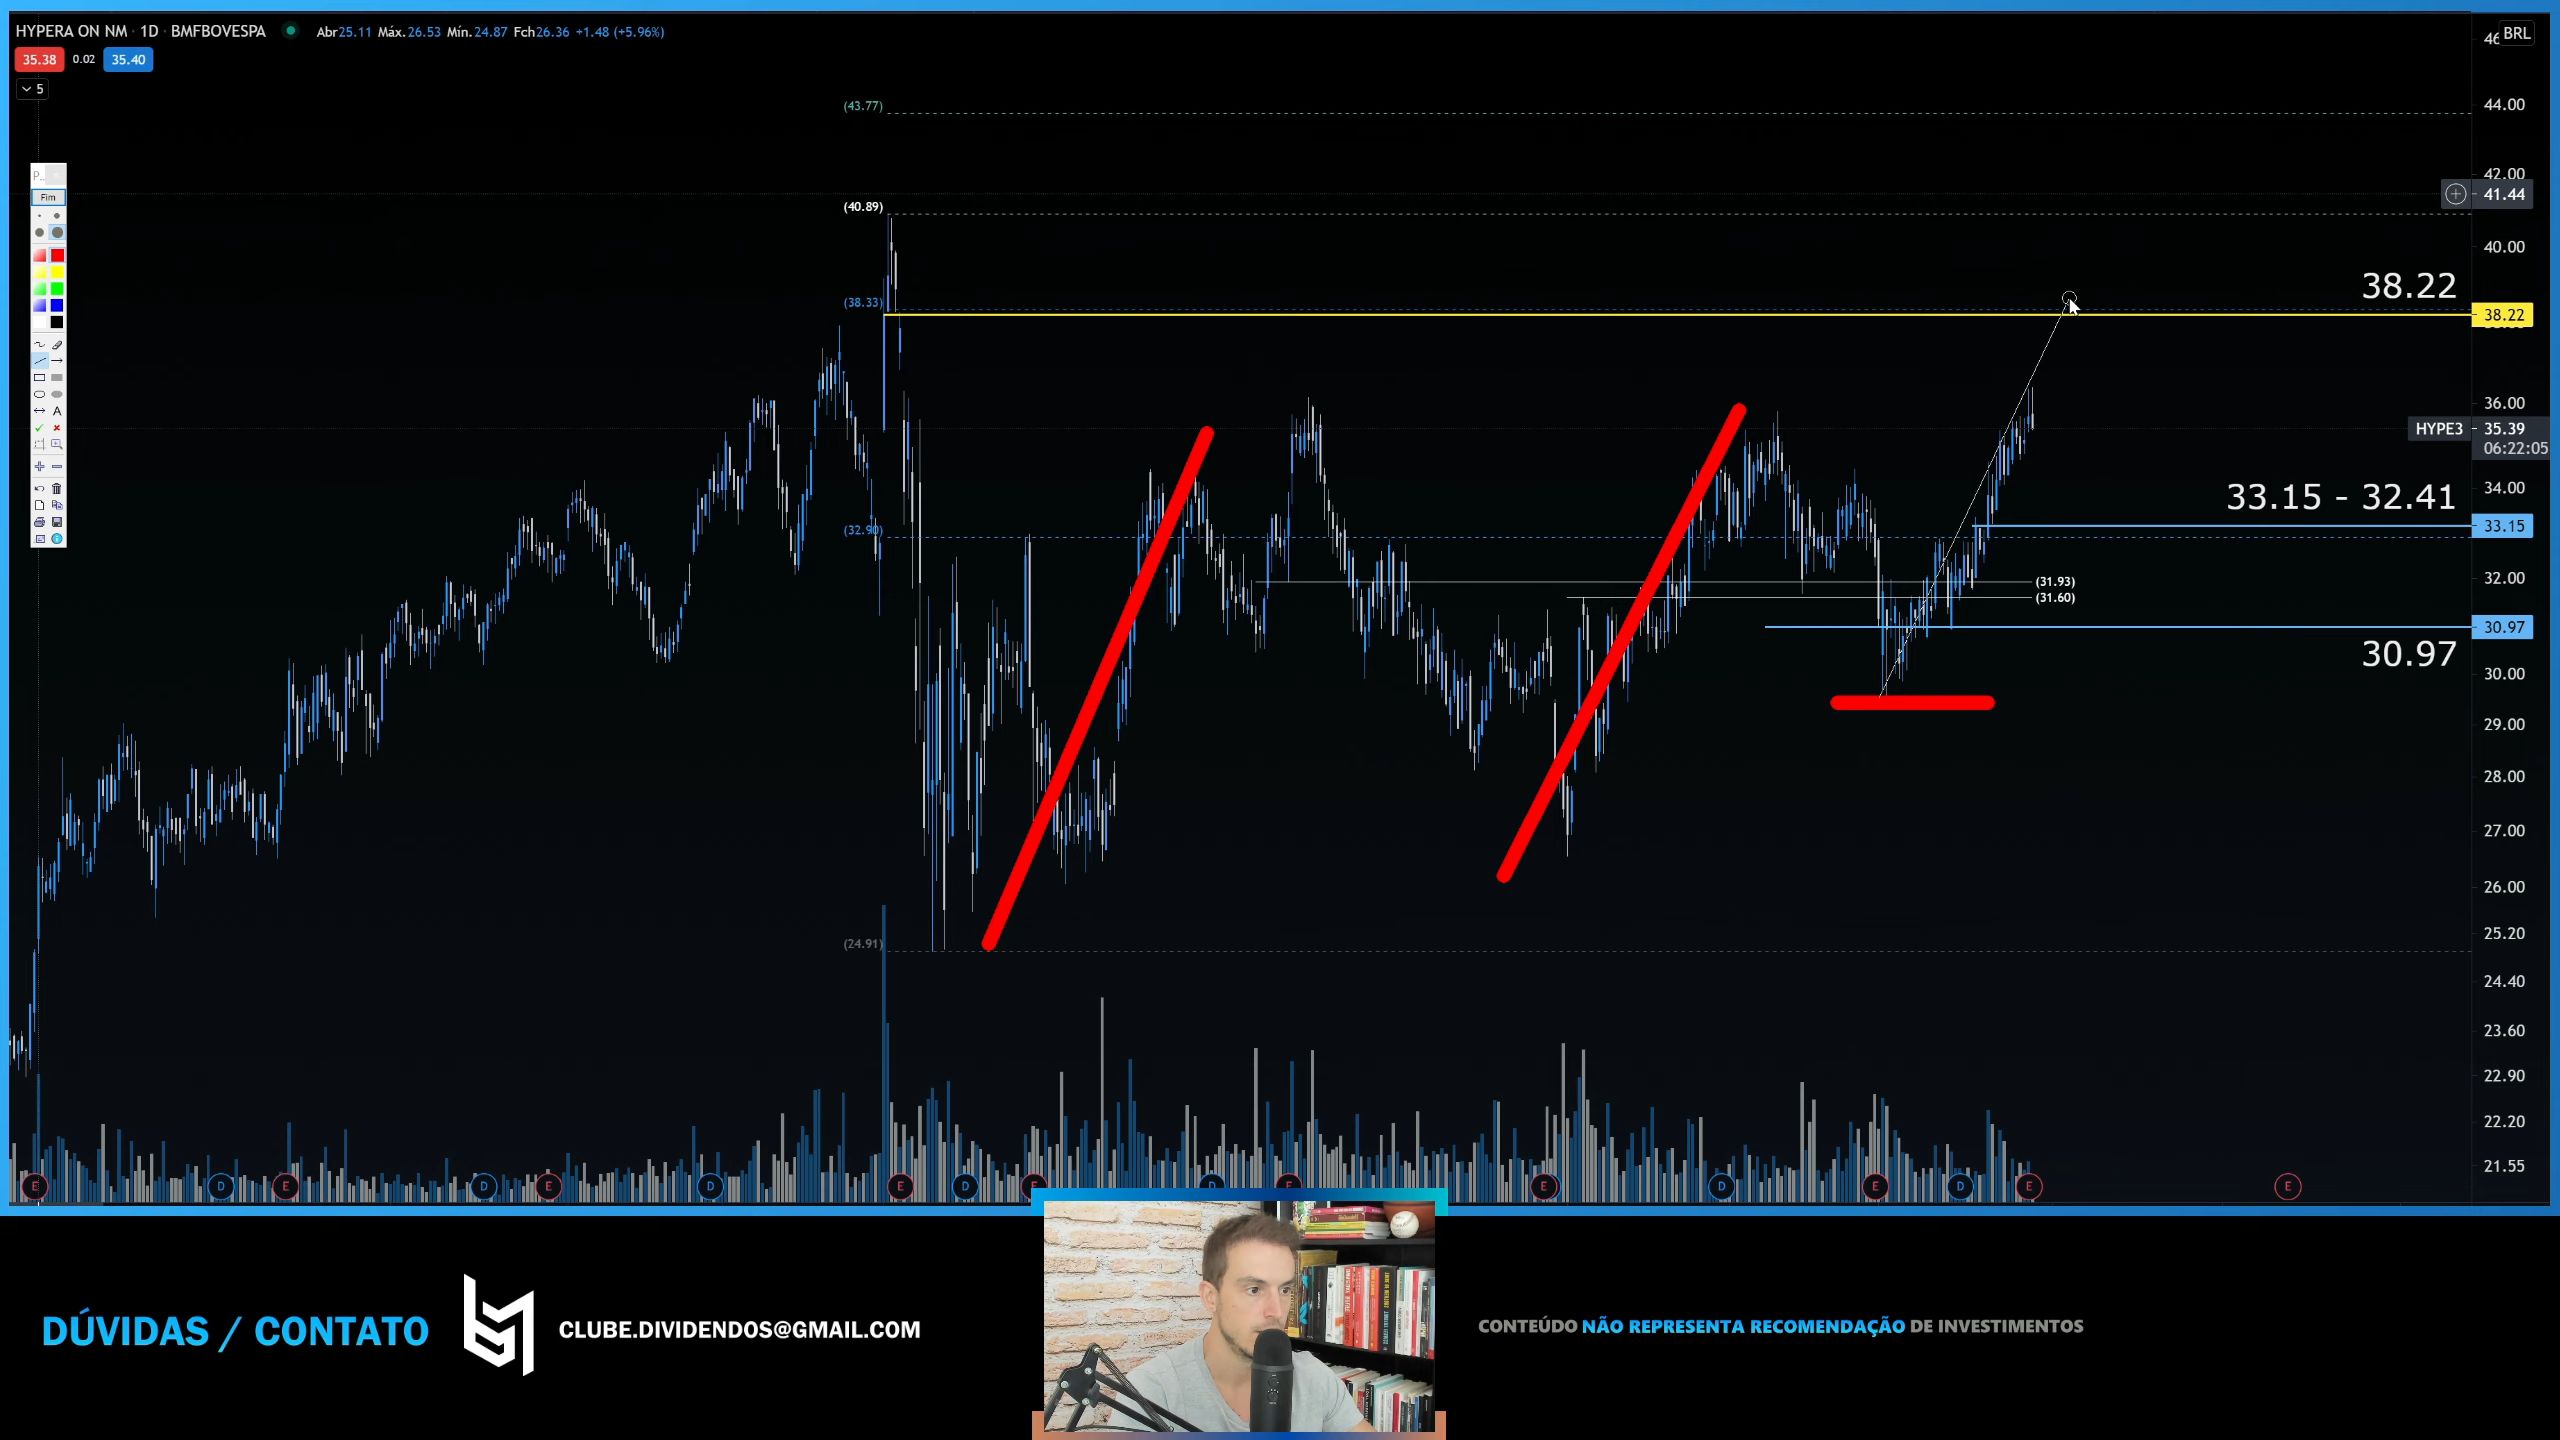 HYPERA ON NM · 1D · BMFBOVESPA
Abr25.11 Máx.26.53 Mín.24.87 Fch26.36 +1.48 (+5.96%)
BRL
35.38 0.02 35.40
5
(43.77)
44.00
42.00
41.44
(40.89)
40.00
P..
Fim
A
38.22
(38.33)
38.22
36.00
HYPE3 35.39
06:22:05
34.00
33.15 - 32.41
33.15
(32.90)
32.00
(31.93)
(31.60)
30.97
30.97
30.00
29.00
28.00
27.00
26.00
25.20
(24.91)
24.40
23.60
22.90
22.20
21.55
E D E D E D E D E D E E D E D E E
DÚVIDAS / CONTATO
CLUBE.DIVIDENDOS@GMAIL.COM
CONTEÚDO NÃO REPRESENTA RECOMENDAÇÃO DE INVESTIMENTOS